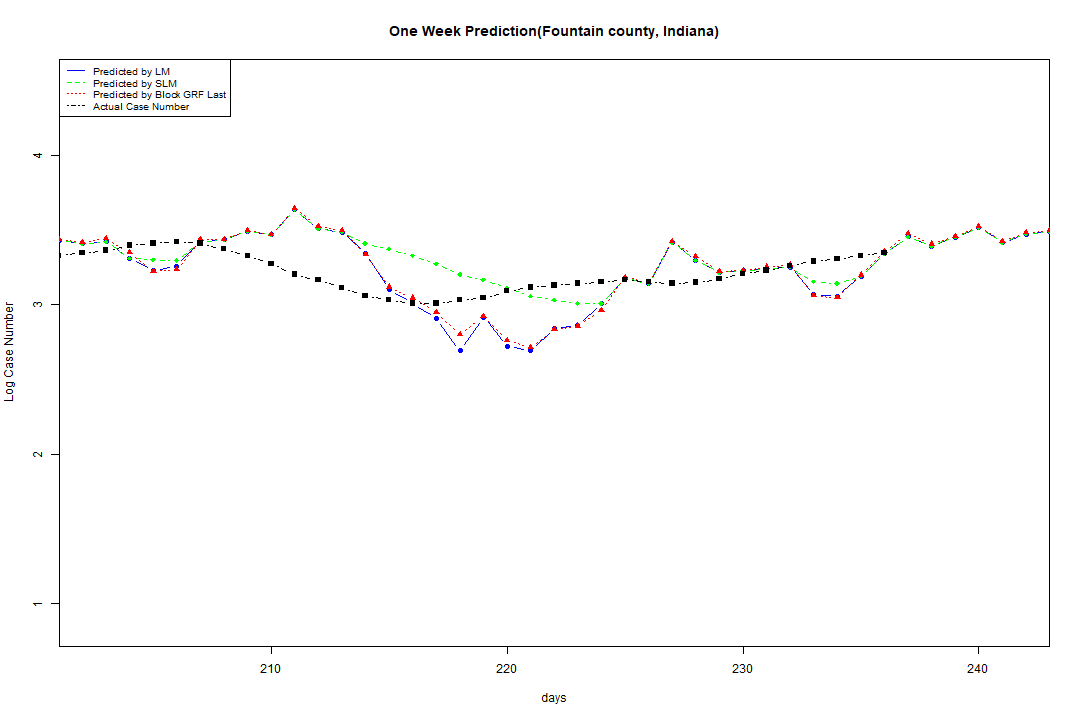 One Week Prediction(Fountain county, Indiana)
Predicted by LM
Predicted by SLM
Predicted by Block GRF Last
Actual Case Number
4
3
2
1
Log Case Number
210
220
230
240
days